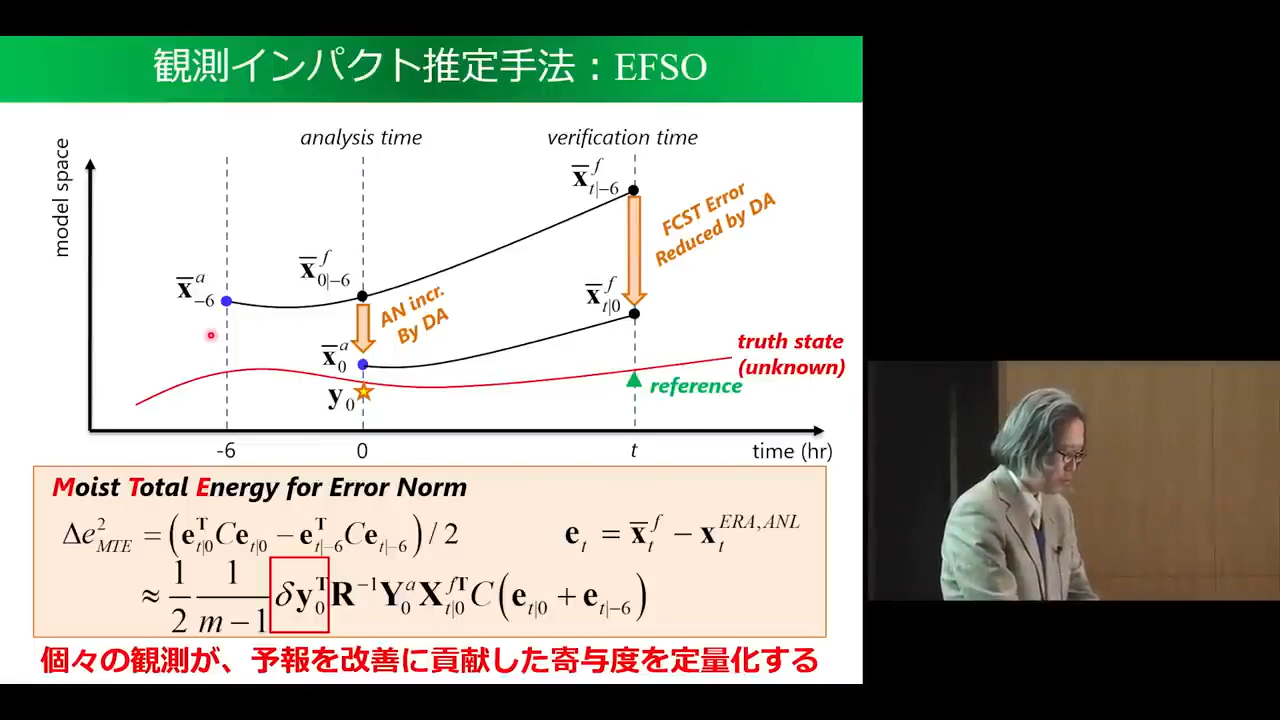 観測インパクト推定手法：EFSO
analysis time
verification time
model space
x̄^f_{t|−6}
FCST Error
Reduced by DA
x̄^f_{0|−6}
x̄^a_{−6}
AN incr.
By DA
x̄^f_{t|0}
x̄^a_0
truth state
(unknown)
reference
y_0
-6
0
t
time (hr)
Moist Total Energy for Error Norm
Δe²_{MTE} = (e^T_{t|0}Ce_{t|0} − e^T_{t|−6}Ce_{t|−6}) / 2
e_t = x̄^f_t − x^{ERA,ANL}_t
≈ 1/2 1/(m−1) δy^T_0 R^{−1} Y^a_0 X^{fT}_{t|0} C(e_{t|0} + e_{t|−6})
個々の観測が、予報を改善に貢献した寄与度を定量化する